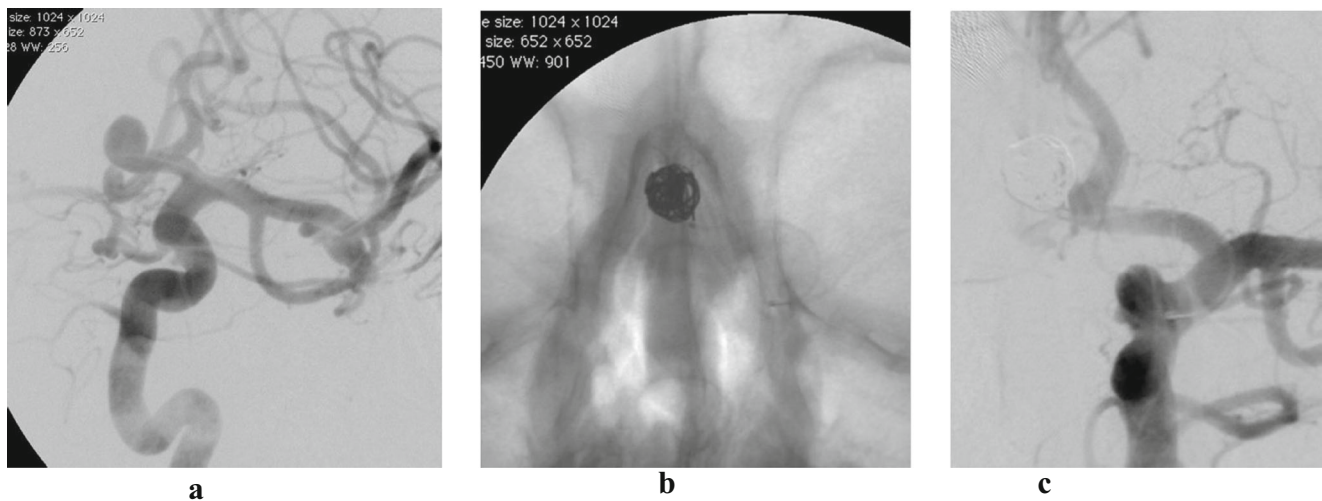 size: 1024 x 1024
ize: 873 x 652
28 WW: 256
e size: 1024 x 1024
size: 652 x 652
450 WW: 901
a
b
c